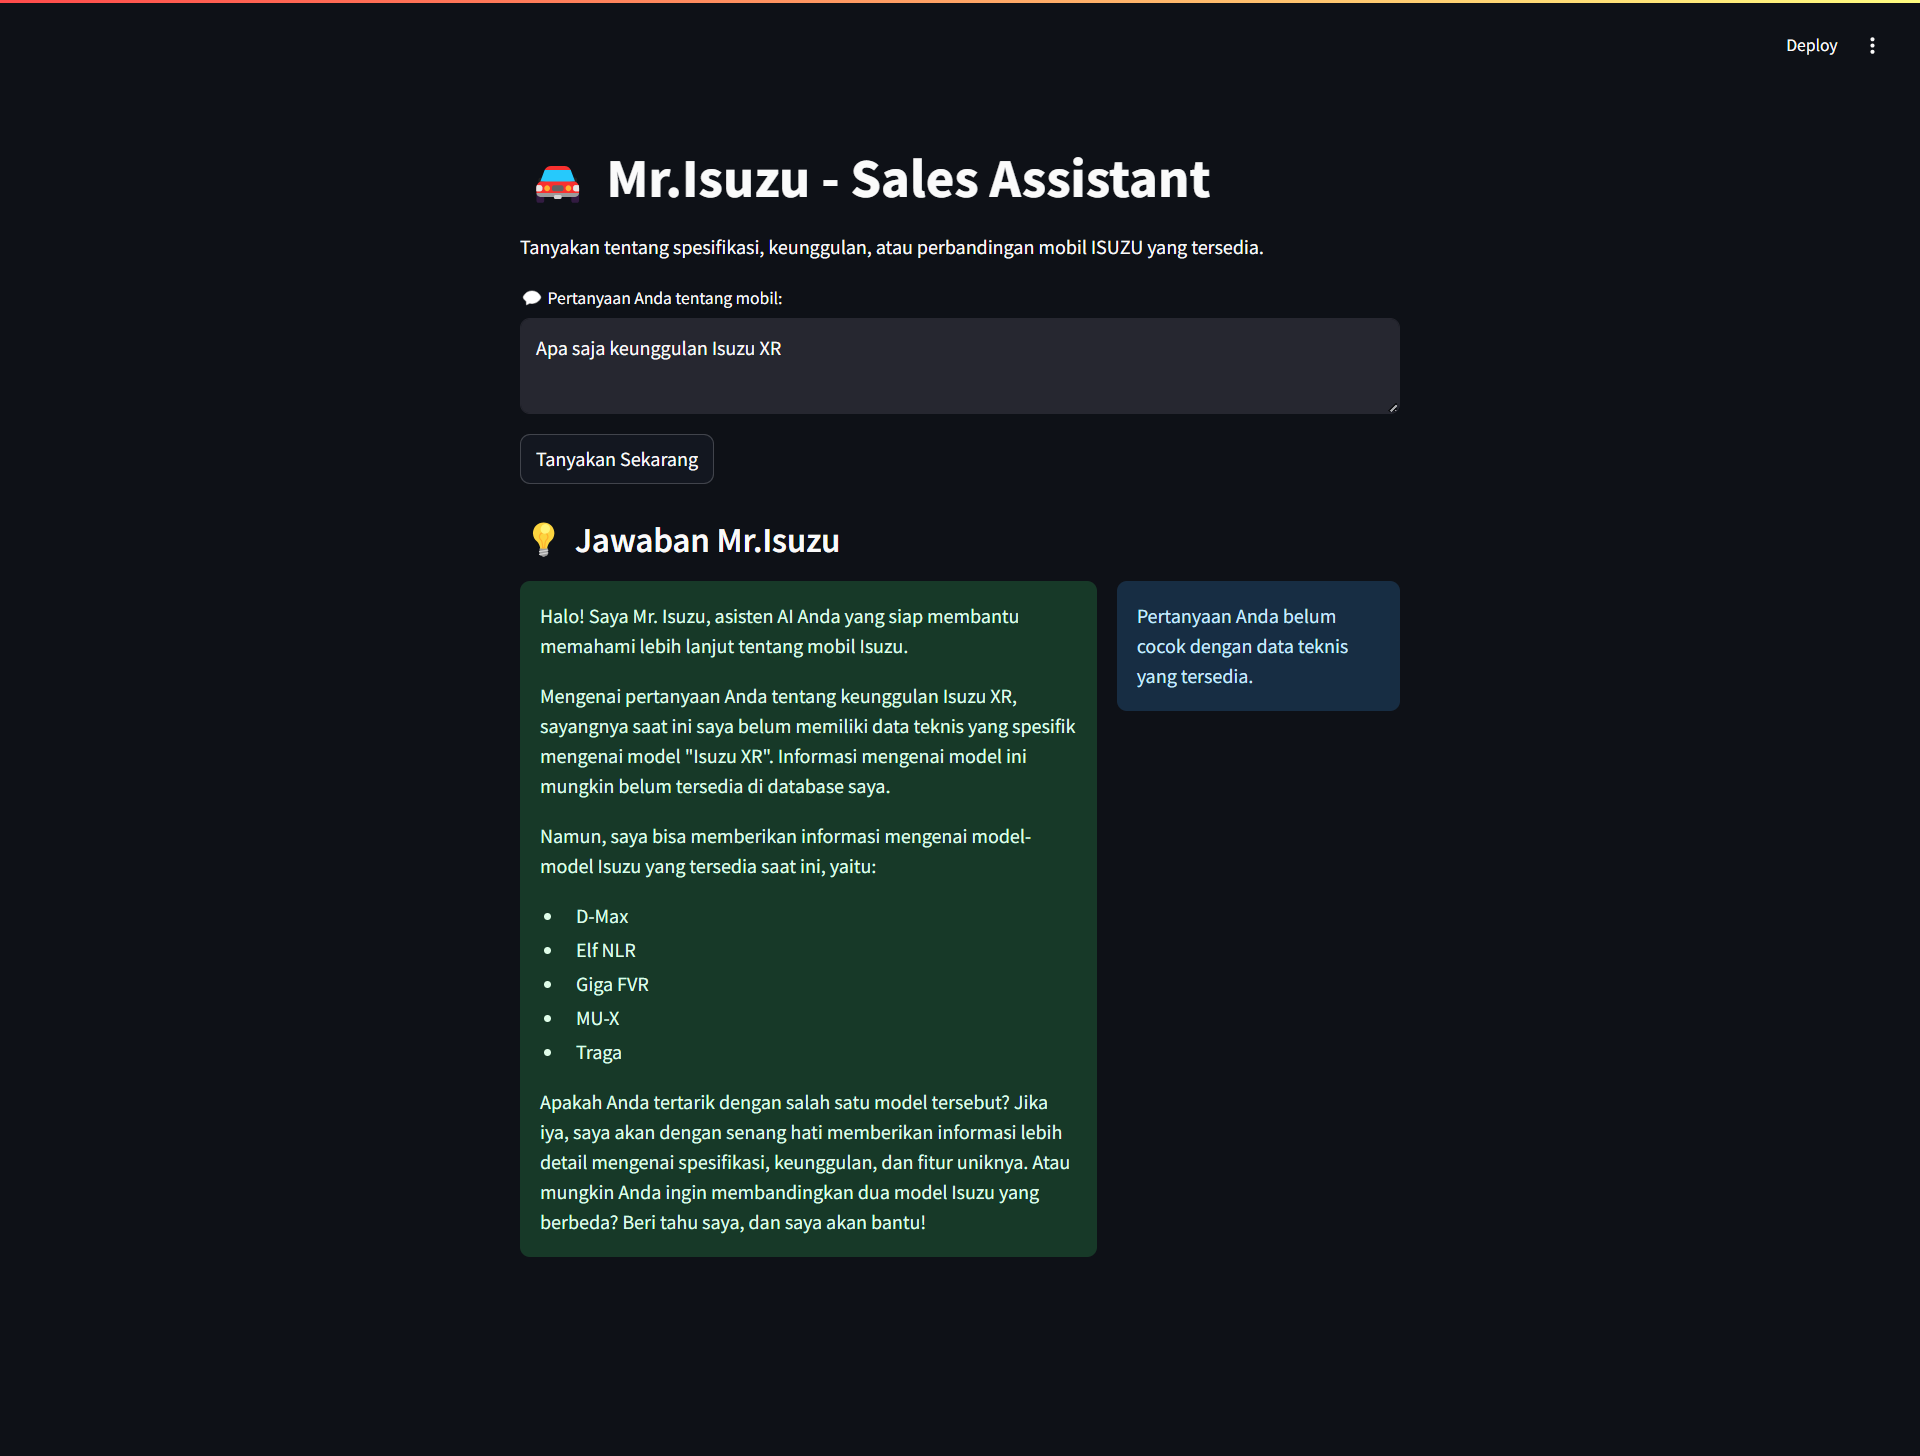 Deploy
Mr.Isuzu - Sales Assistant
Tanyakan tentang spesifikasi, keunggulan, atau perbandingan mobil ISUZU yang tersedia.
Pertanyaan Anda tentang mobil:
Apa saja keunggulan Isuzu XR
Tanyakan Sekarang
Jawaban Mr.Isuzu
Halo! Saya Mr. Isuzu, asisten AI Anda yang siap membantu
memahami lebih lanjut tentang mobil Isuzu.
Mengenai pertanyaan Anda tentang keunggulan Isuzu XR,
sayangnya saat ini saya belum memiliki data teknis yang spesifik
mengenai model "Isuzu XR". Informasi mengenai model ini
mungkin belum tersedia di database saya.
Namun, saya bisa memberikan informasi mengenai model-
model Isuzu yang tersedia saat ini, yaitu:
• D-Max
• Elf NLR
• Giga FVR
• MU-X
• Traga
Apakah Anda tertarik dengan salah satu model tersebut? Jika
iya, saya akan dengan senang hati memberikan informasi lebih
detail mengenai spesifikasi, keunggulan, dan fitur uniknya. Atau
mungkin Anda ingin membandingkan dua model Isuzu yang
berbeda? Beri tahu saya, dan saya akan bantu!
Pertanyaan Anda belum
cocok dengan data teknis
yang tersedia.